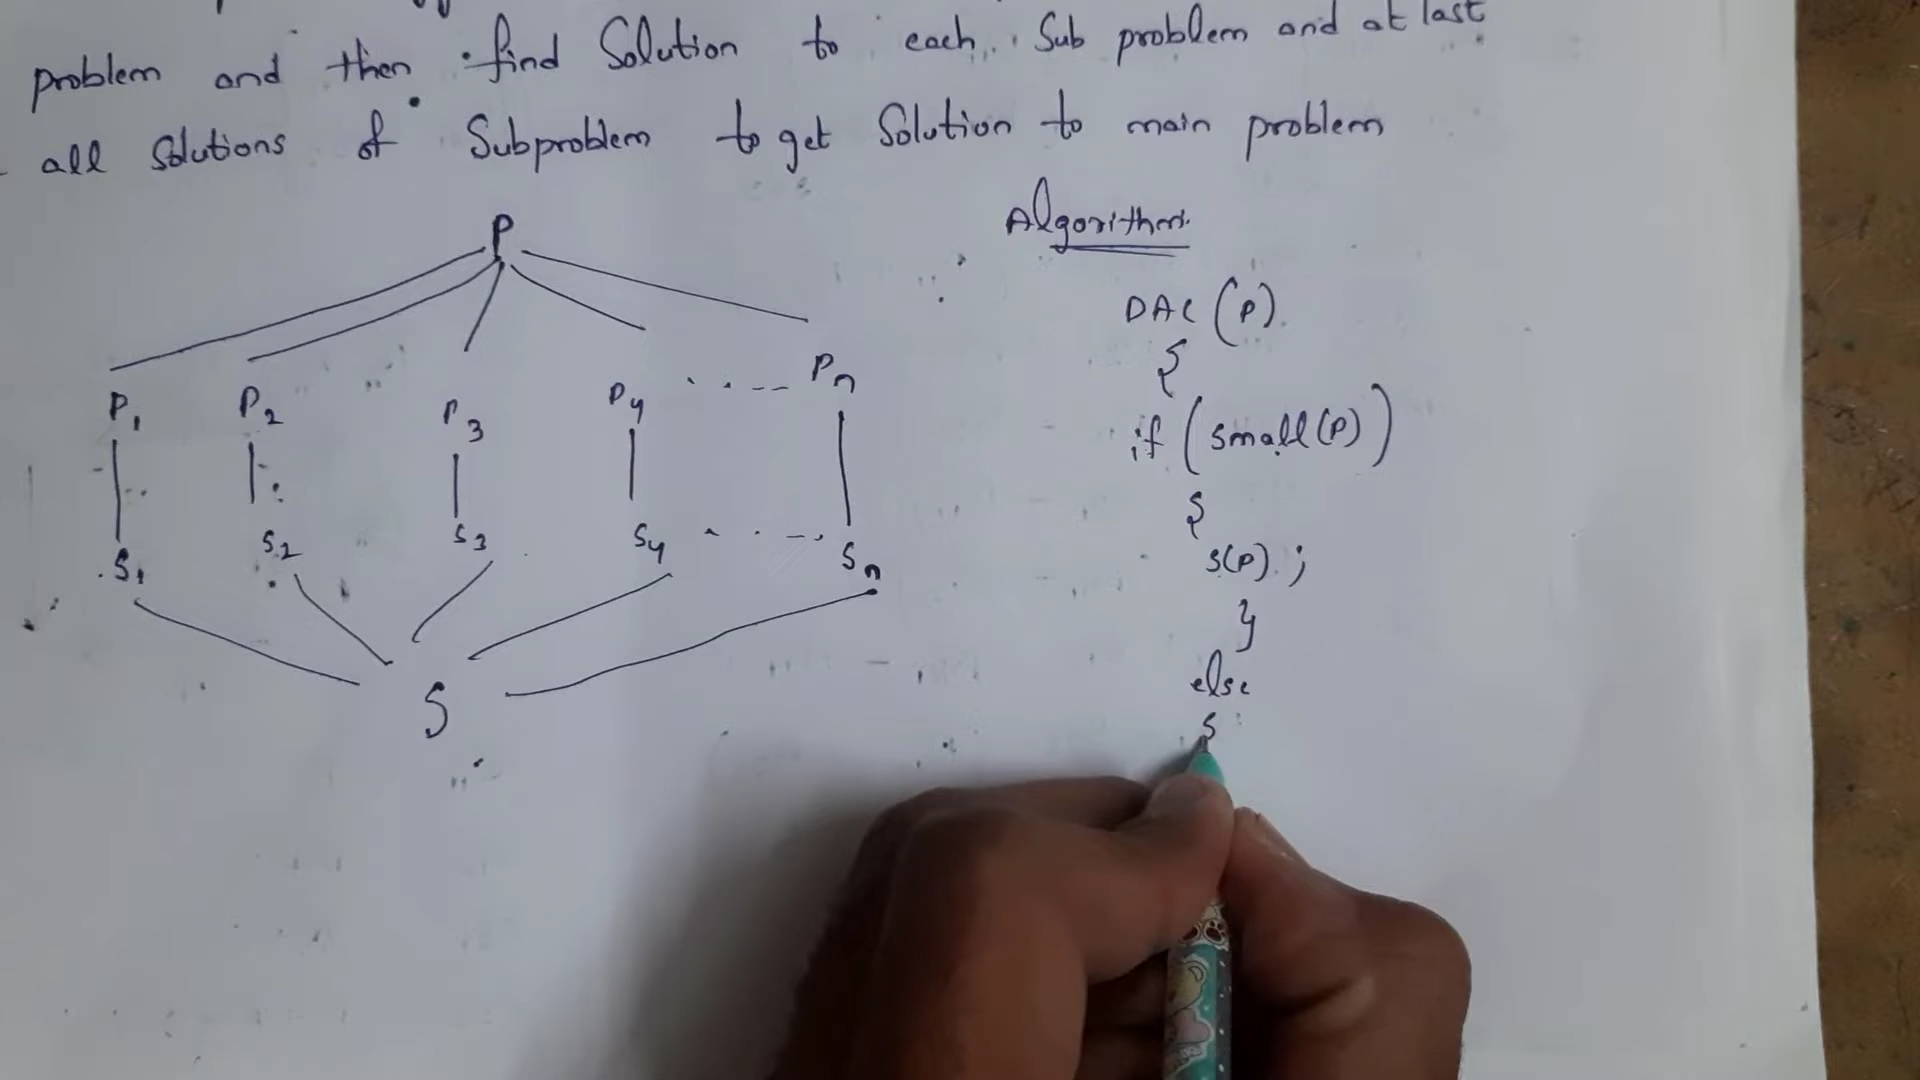 problem and then find Solution to each Sub problem and at last
all Solutions of Subproblem to get Solution to main problem
P
P1 P2 P3 P4 .... Pn
S1 S2 S3 S4 .... Sn
S
Algorithm
DAC (P)
{
if (small(P))
{
S(P);
}
else
{